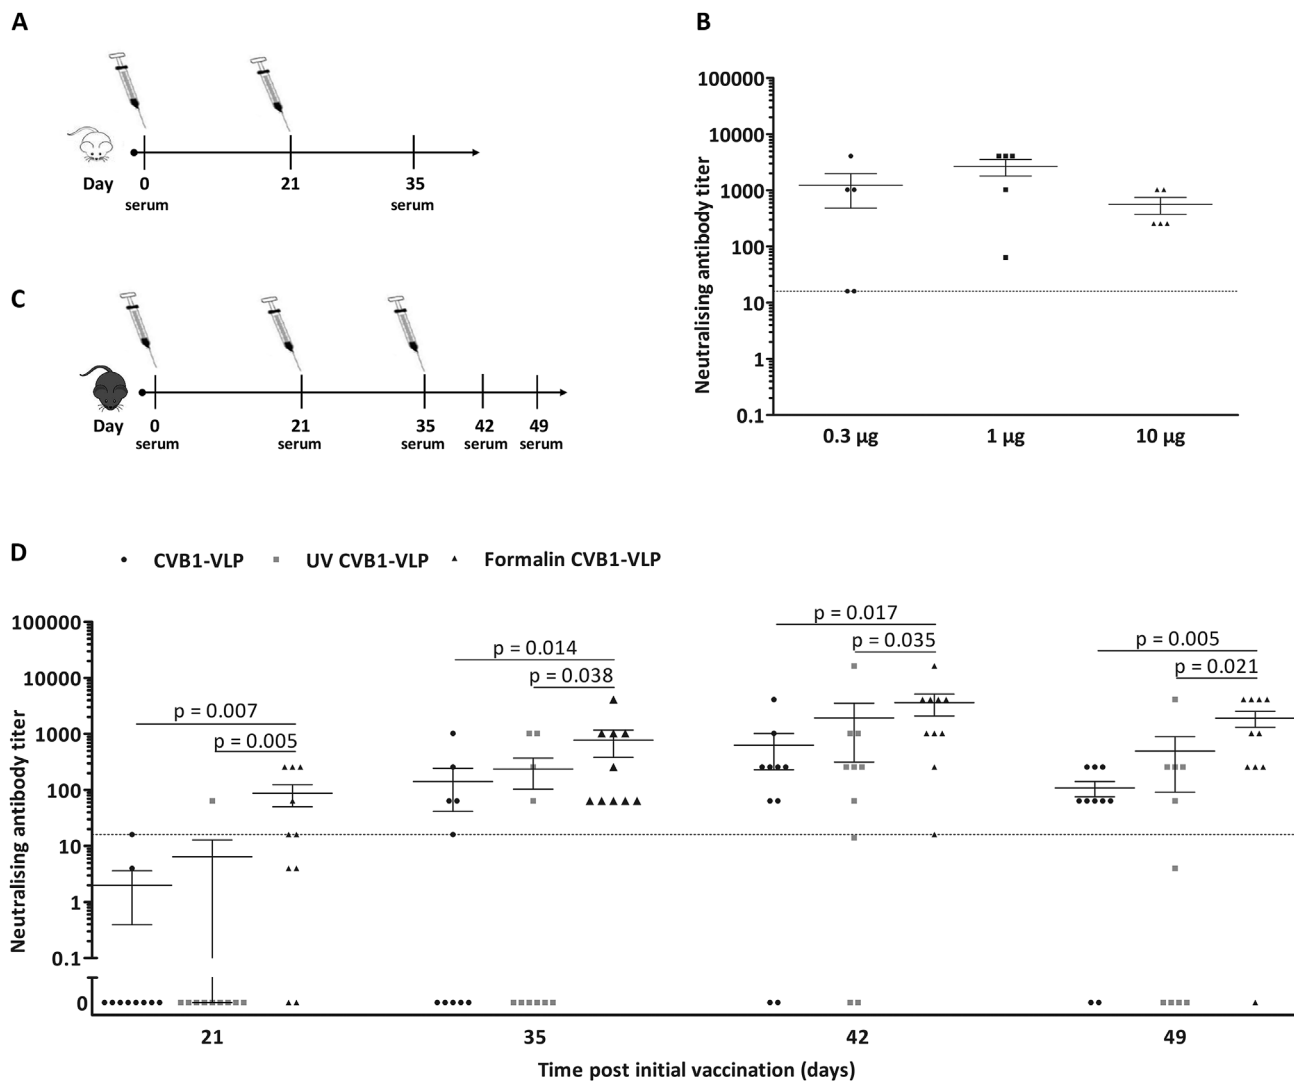 A
Day 0 21 35
serum serum
B
Neutralising antibody titer
100000
10000
1000
100
10
1
0.1
0.3 µg 1 µg 10 µg
C
Day 0 21 35 42 49
serum serum serum serum serum
D
CVB1-VLP UV CVB1-VLP Formalin CVB1-VLP
Neutralising antibody titer
100000
10000
1000
100
10
1
0.1
0
p = 0.007
p = 0.005
p = 0.014
p = 0.038
p = 0.017
p = 0.035
p = 0.005
p = 0.021
21 35 42 49
Time post initial vaccination (days)